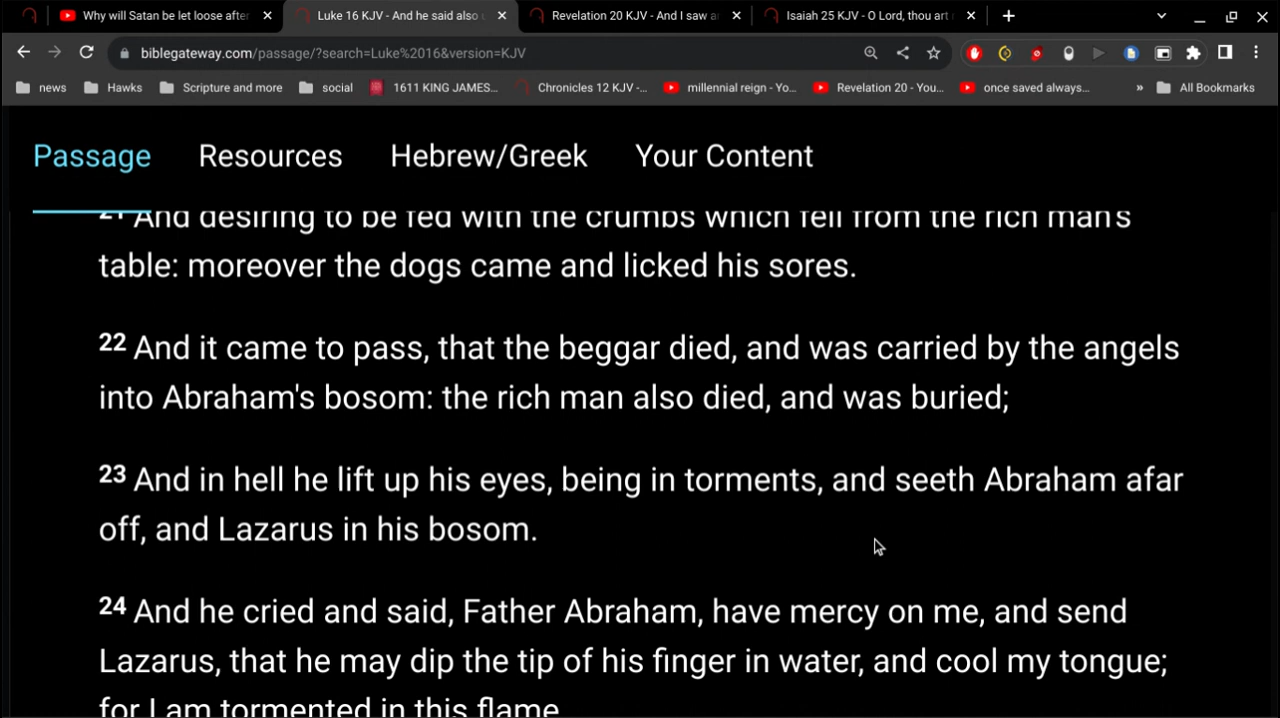 Why will Satan be let loose after
Luke 16 KJV - And he said also
Revelation 20 KJV - And I saw a
Isaiah 25 KJV - O Lord, thou art
biblegateway.com/passage/?search=Luke%2016&version=KJV
news
Hawks
Scripture and more
social
1611 KING JAMES...
Chronicles 12 KJV -...
millennial reign - Yo...
Revelation 20 - You...
once saved always...
»
All Bookmarks
Passage
Resources
Hebrew/Greek
Your Content
21 And desiring to be fed with the crumbs which fell from the rich man's
table: moreover the dogs came and licked his sores.
22 And it came to pass, that the beggar died, and was carried by the angels
into Abraham's bosom: the rich man also died, and was buried;
23 And in hell he lift up his eyes, being in torments, and seeth Abraham afar
off, and Lazarus in his bosom.
24 And he cried and said, Father Abraham, have mercy on me, and send
Lazarus, that he may dip the tip of his finger in water, and cool my tongue;
for I am tormented in this flame